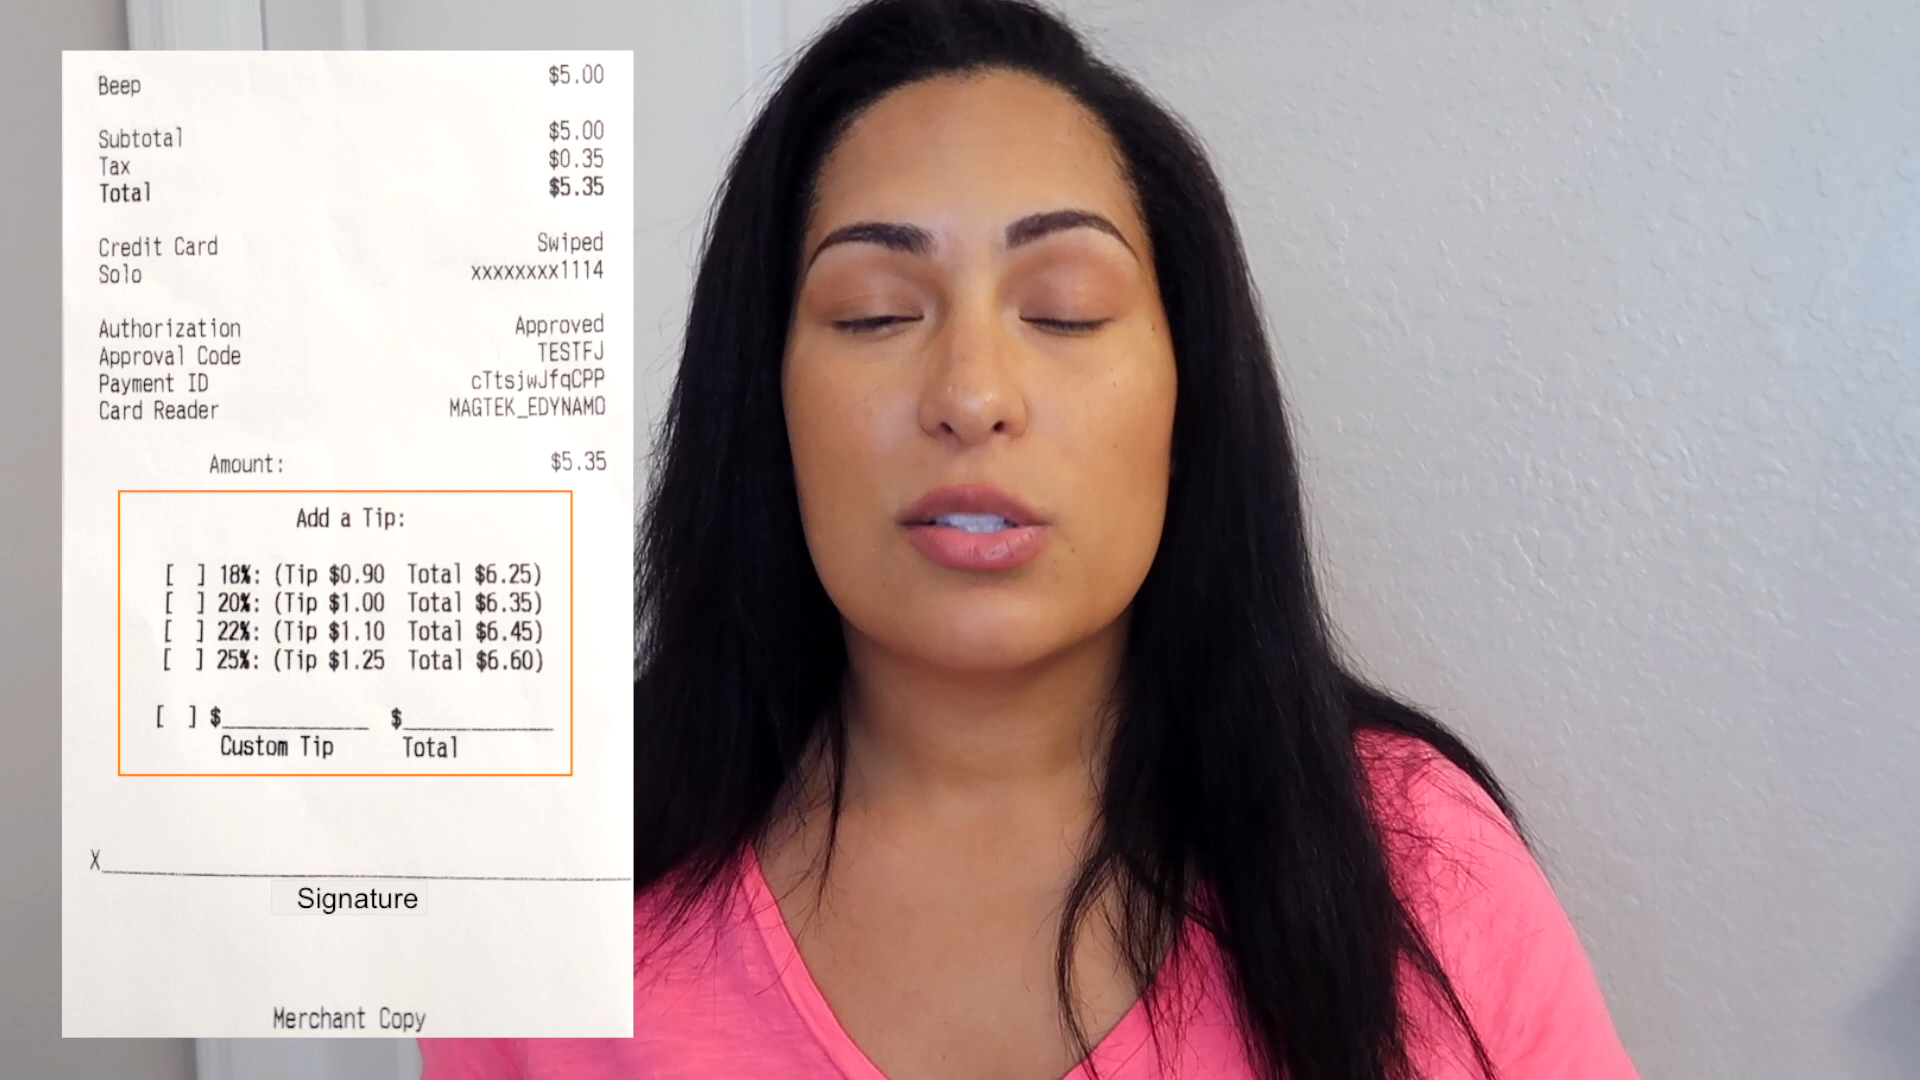 Beep $5.00
Subtotal $5.00
Tax $0.35
Total $5.35
Credit Card Swiped
Solo xxxxxxxx1114
Authorization Approved
Approval Code TESTFJ
Payment ID cTtsjwJfqCPP
Card Reader MAGTEK_EDYNAMO
Amount: $5.35
Add a Tip:
[ ] 18%: (Tip $0.90 Total $6.25)
[ ] 20%: (Tip $1.00 Total $6.35)
[ ] 22%: (Tip $1.10 Total $6.45)
[ ] 25%: (Tip $1.25 Total $6.60)
[ ] $__________ $__________
Custom Tip Total
X______________________________
Signature
Merchant Copy